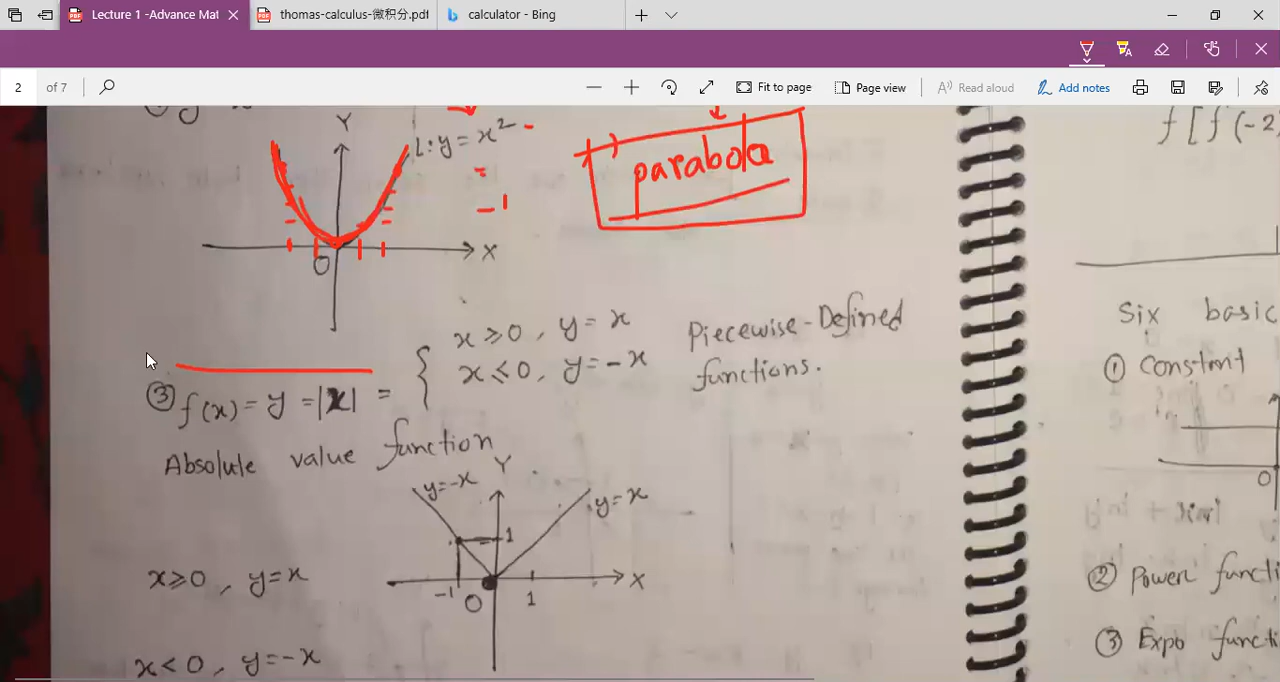 Lecture 1 -Advance Mat
thomas-calculus-微积分.pdf
calculator - Bing
2 of 7
Fit to page
Page view
Read aloud
Add notes
Y
L: y = x²
parabola
X
O
f[f(-2
x ≥ 0, y = x
x ≤ 0, y = -x
Piecewise-Defined
functions.
③ f(x) = y = |x| =
Absolute value function
Y
y=-x
y=x
1
-1
O
1
X
x ≥ 0, y = x
x < 0, y = -x
Six basic
① Constant
O
② Power functi
③ Expo functi